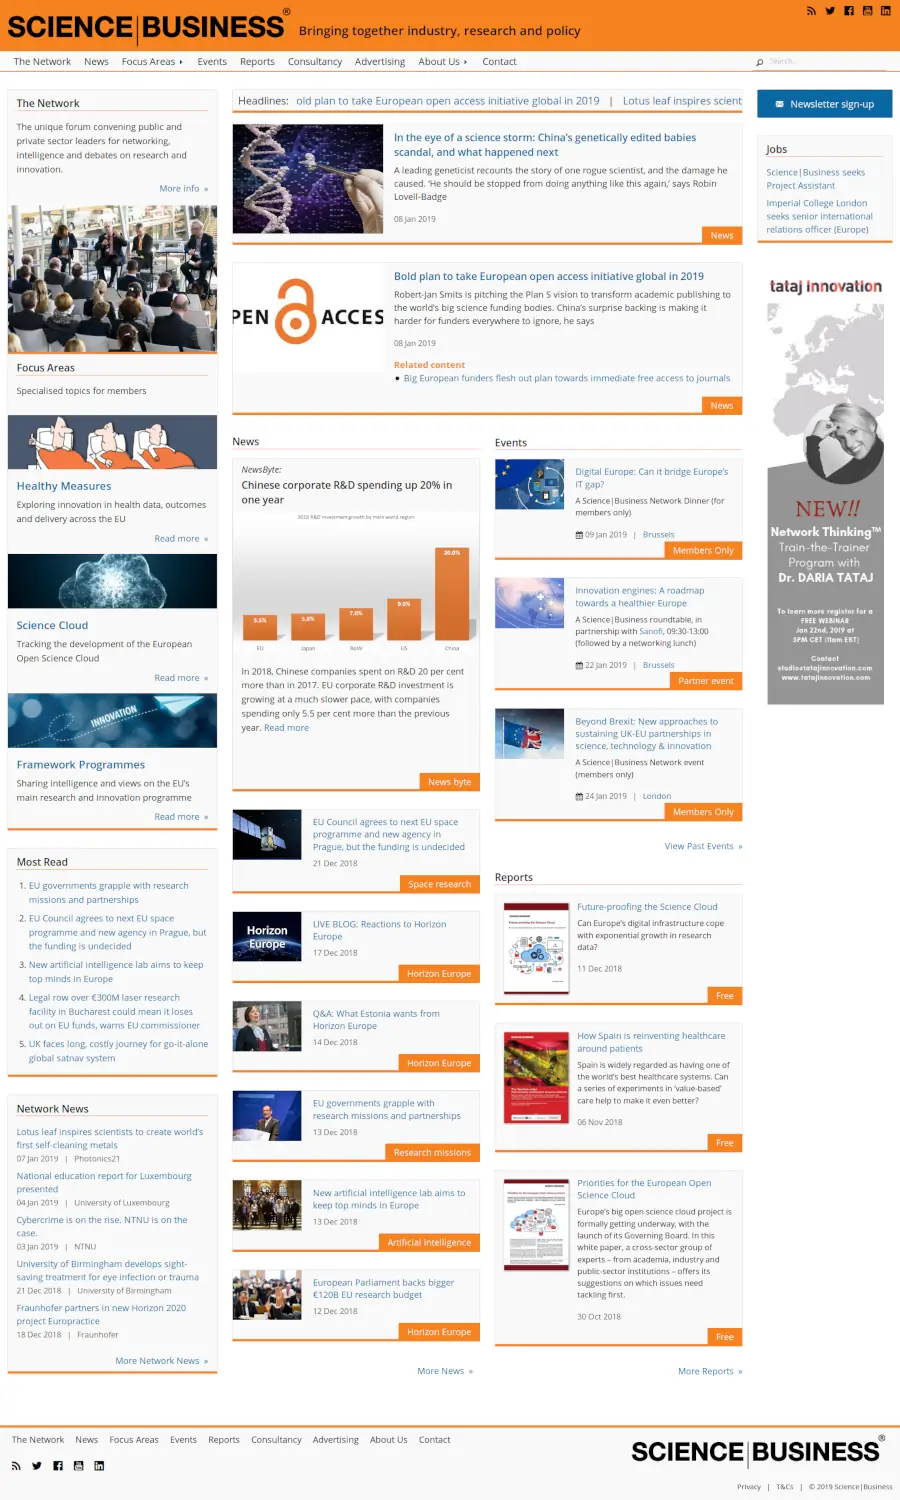 SCIENCE|BUSINESS®
Bringing together industry, research and policy
The Network News Focus Areas Events Reports Consultancy Advertising About Us Contact
Search...
The Network
The unique forum convening public and
private sector leaders for networking,
intelligence and debates on research and
innovation.
More info »
Focus Areas
Specialised topics for members
Healthy Measures
Exploring innovation in health data, outcomes
and delivery across the EU
Read more »
Science Cloud
Tracking the development of the European
Open Science Cloud
Read more »
INNOVATION
Framework Programmes
Sharing intelligence and views on the EU's
main research and innovation programme
Read more »
Most Read
1. EU governments grapple with research
missions and partnerships
2. EU Council agrees to next EU space
programme and new agency in Prague, but
the funding is undecided
3. New artificial intelligence lab aims to keep
top minds in Europe
4. Legal row over €300M laser research
facility in Bucharest could mean it loses
out on EU funds, warns EU commissioner
5. UK faces long, costly journey for go-it-alone
global satnav system
Network News
Lotus leaf inspires scientists to create world's
first self-cleaning metals
07 Jan 2019 | Photonics21
National education report for Luxembourg
presented
04 Jan 2019 | University of Luxembourg
Cybercrime is on the rise. NTNU is on the
case.
03 Jan 2019 | NTNU
University of Birmingham develops sight-
saving treatment for eye infection or trauma
21 Dec 2018 | University of Birmingham
Fraunhofer partners in new Horizon 2020
project Europractice
18 Dec 2018 | Fraunhofer
More Network News »
Headlines: old plan to take European open access initiative global in 2019 | Lotus leaf inspires scient
In the eye of a science storm: China's genetically edited babies
scandal, and what happened next
A leading geneticist recounts the story of one rogue scientist, and the damage he
caused. 'He should be stopped from doing anything like this again,' says Robin
Lovell-Badge
08 Jan 2019
News
PEN ACCES
Bold plan to take European open access initiative global in 2019
Robert-Jan Smits is pitching the Plan S vision to transform academic publishing to
the world's big science funding bodies. China's surprise backing is making it
harder for funders everywhere to ignore, he says
08 Jan 2019
Related content
• Big European funders flesh out plan towards immediate free access to journals
News
News
NewsByte:
Chinese corporate R&D spending up 20% in
one year
2018 R&D investment growth by main world region
5.5% 5.8% 7.0% 9.0% 20.0%
EU Japan RoW US China
In 2018, Chinese companies spent on R&D 20 per cent
more than in 2017. EU corporate R&D investment is
growing at a much slower pace, with companies
spending only 5.5 per cent more than the previous
year. Read more
News byte
EU Council agrees to next EU space
programme and new agency in
Prague, but the funding is undecided
21 Dec 2018
Space research
Horizon
Europe
LIVE BLOG: Reactions to Horizon
Europe
17 Dec 2018
Horizon Europe
Q&A: What Estonia wants from
Horizon Europe
14 Dec 2018
Horizon Europe
EU governments grapple with
research missions and partnerships
13 Dec 2018
Research missions
New artificial intelligence lab aims to
keep top minds in Europe
13 Dec 2018
Artificial intelligence
European Parliament backs bigger
€120B EU research budget
12 Dec 2018
Horizon Europe
More News »
Events
Digital Europe: Can it bridge Europe's
IT gap?
A Science|Business Network Dinner (for
members only)
09 Jan 2019 | Brussels
Members Only
Innovation engines: A roadmap
towards a healthier Europe
A Science|Business roundtable, in
partnership with Sanofi, 09:30-13:00
(followed by a networking lunch)
22 Jan 2019 | Brussels
Partner event
Beyond Brexit: New approaches to
sustaining UK-EU partnerships in
science, technology & innovation
A Science|Business Network event
(members only)
24 Jan 2019 | London
Members Only
View Past Events »
Reports
Future-proofing the Science Cloud
Can Europe's digital infrastructure cope
with exponential growth in research
data?
11 Dec 2018
Free
How Spain is reinventing healthcare
around patients
Spain is widely regarded as having one of
the world's best healthcare systems. Can
a series of experiments in 'value-based'
care help to make it even better?
06 Nov 2018
Free
Priorities for the European Open
Science Cloud
Europe's big open science cloud project is
formally getting underway, with the
launch of its Governing Board. In this
white paper, a cross-sector group of
experts – from academia, industry and
public-sector institutions – offers its
suggestions on which issues need
tackling first.
30 Oct 2018
Free
More Reports »
Newsletter sign-up
Jobs
Science|Business seeks
Project Assistant
Imperial College London
seeks senior international
relations officer (Europe)
tataj innovation
NEW!!
Network Thinking™
Train-the-Trainer
Program with
Dr. DARIA TATAJ
To learn more register for a
FREE WEBINAR
Jan 22nd, 2019 at
5PM CET (11am EST)
Contact
studio@tatajinnovation.com
www.tatajinnovation.com
The Network News Focus Areas Events Reports Consultancy Advertising About Us Contact
SCIENCE|BUSINESS®
Privacy | T&Cs | © 2019 Science|Business